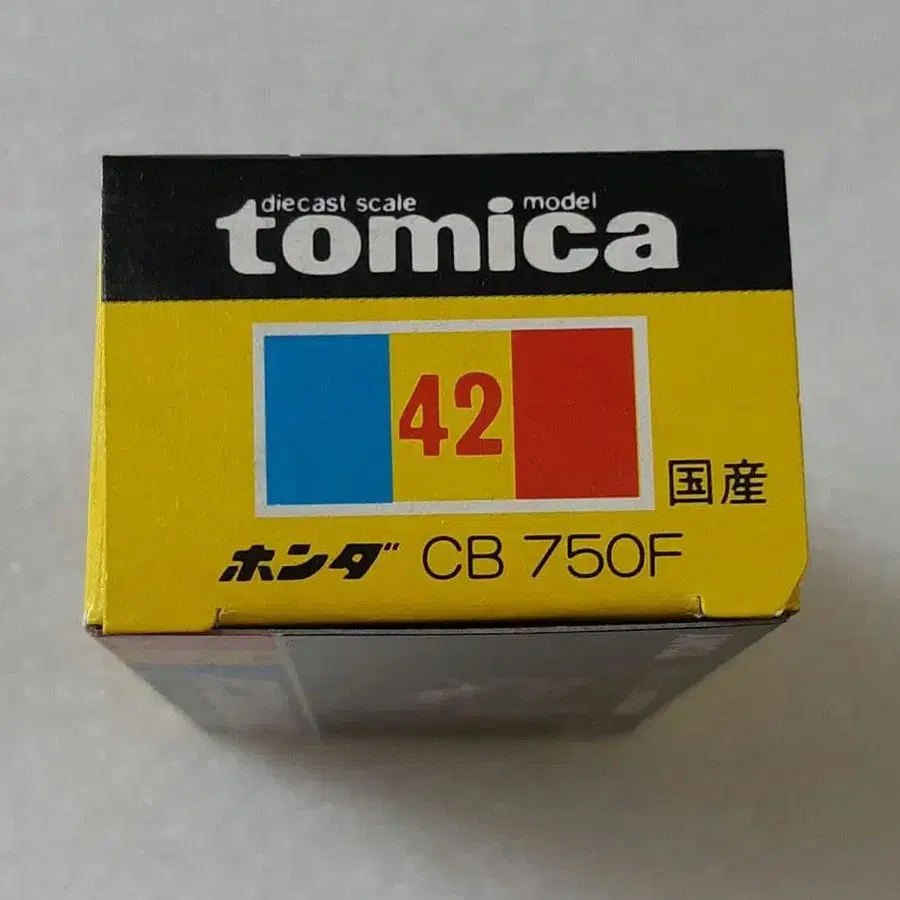 diecast scale model
tomica
42
国産
ホンダ CB 750F